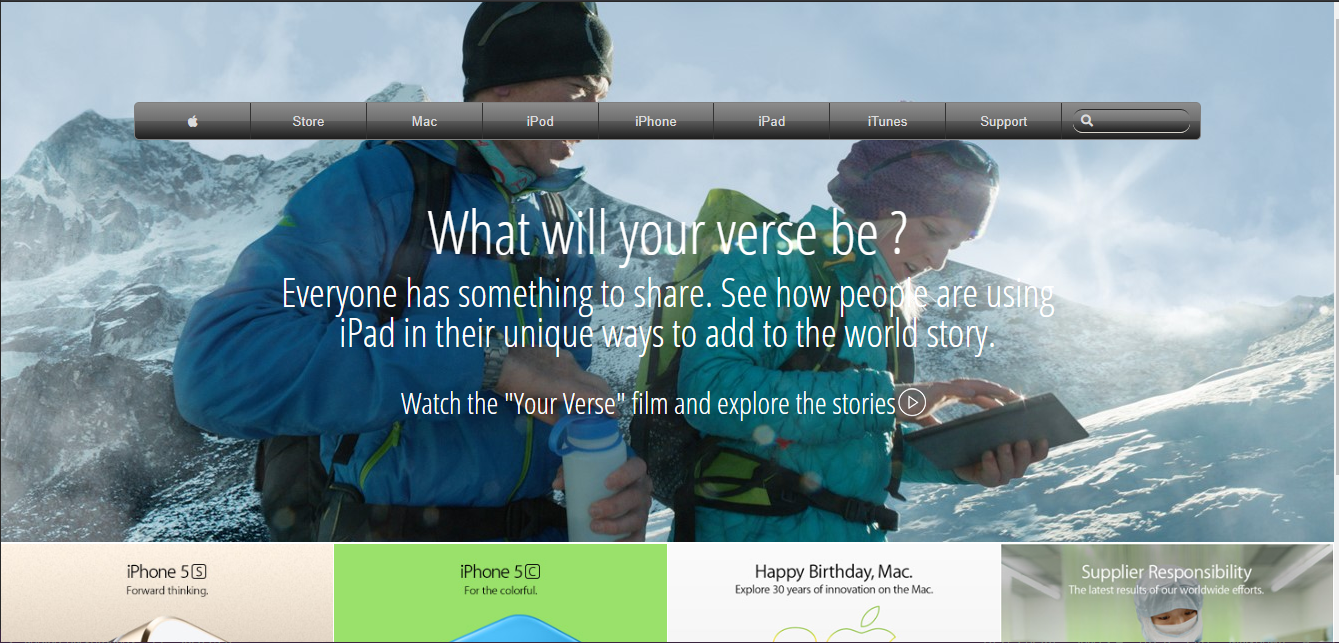 Store Mac iPod iPhone iPad iTunes Support
What will your verse be ?
Everyone has something to share. See how people are using
iPad in their unique ways to add to the world story.
Watch the "Your Verse" film and explore the stories
iPhone 5S
Forward thinking.
iPhone 5C
For the colorful.
Happy Birthday, Mac.
Explore 30 years of innovation on the Mac.
Supplier Responsibility
The latest results of our worldwide efforts.